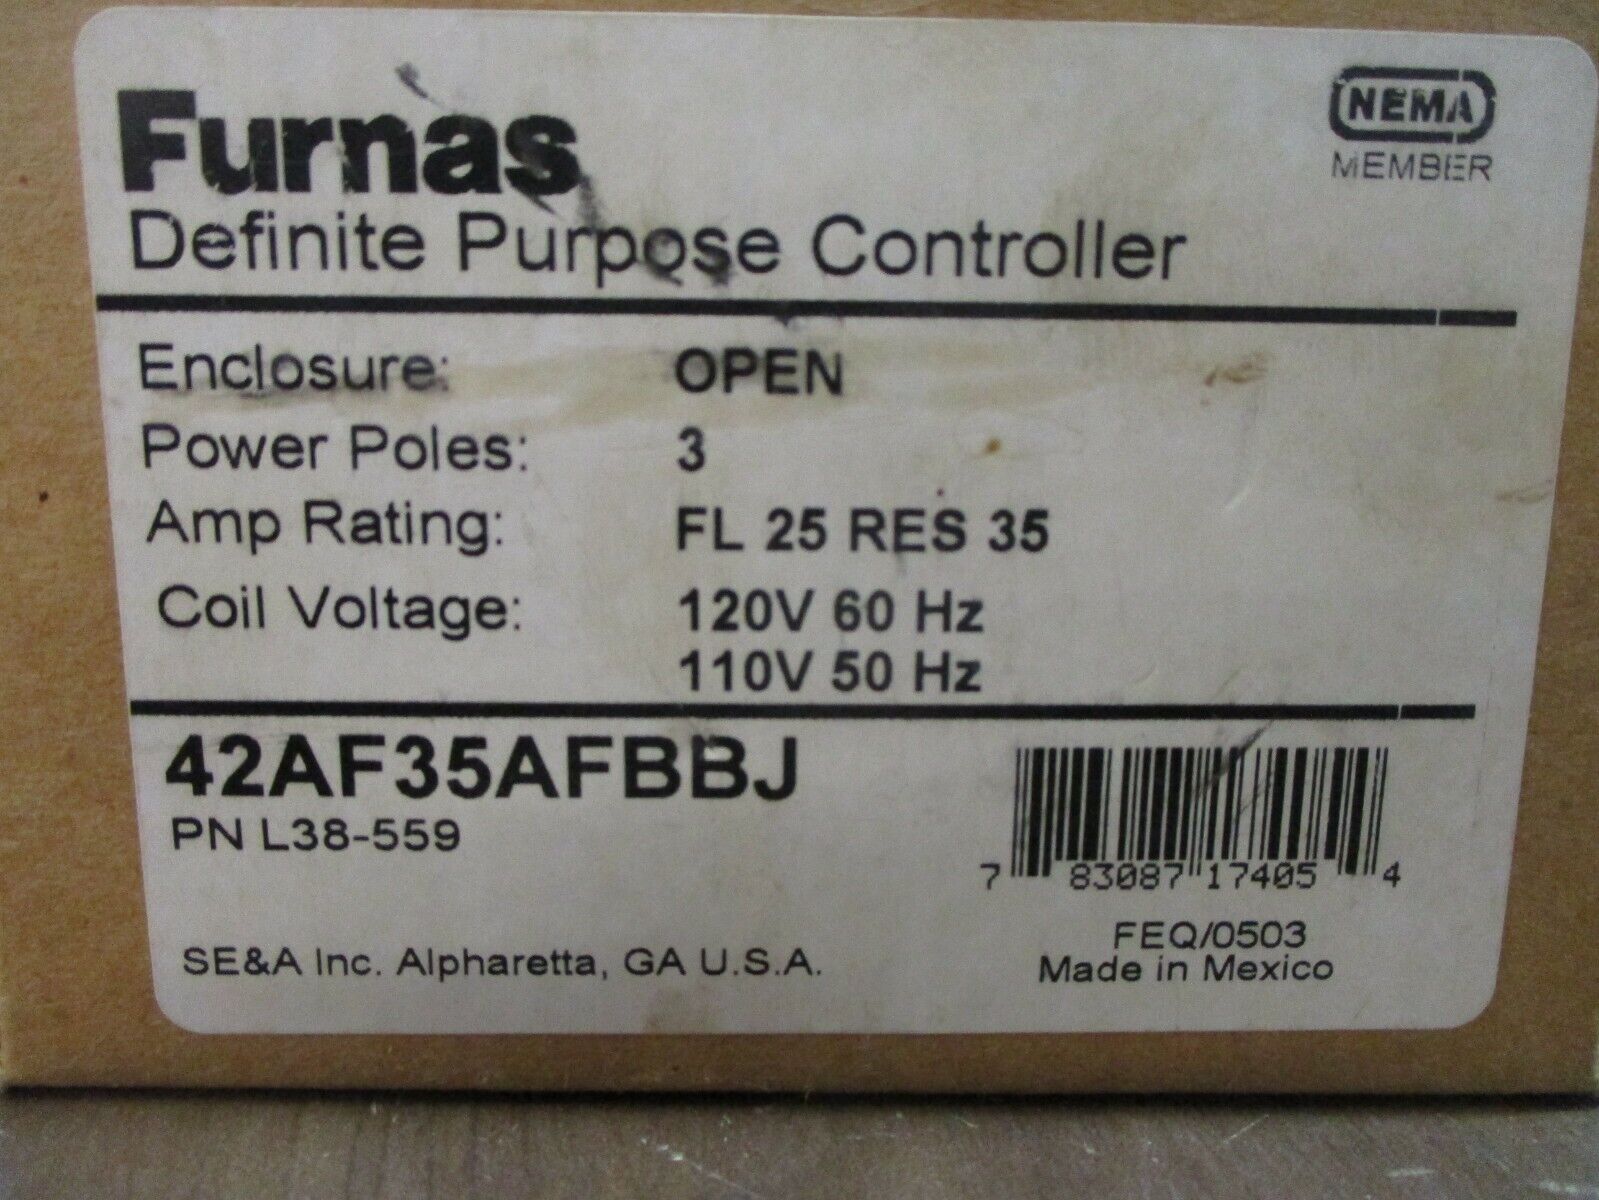 Furnas
NEMA
MEMBER
Definite Purpose Controller
Enclosure: OPEN
Power Poles: 3
Amp Rating: FL 25 RES 35
Coil Voltage: 120V 60 Hz
110V 50 Hz
42AF35AFBBJ
PN L38-559
7 83087 17405 4
FEQ/0503
SE&A Inc. Alpharetta, GA U.S.A.
Made in Mexico